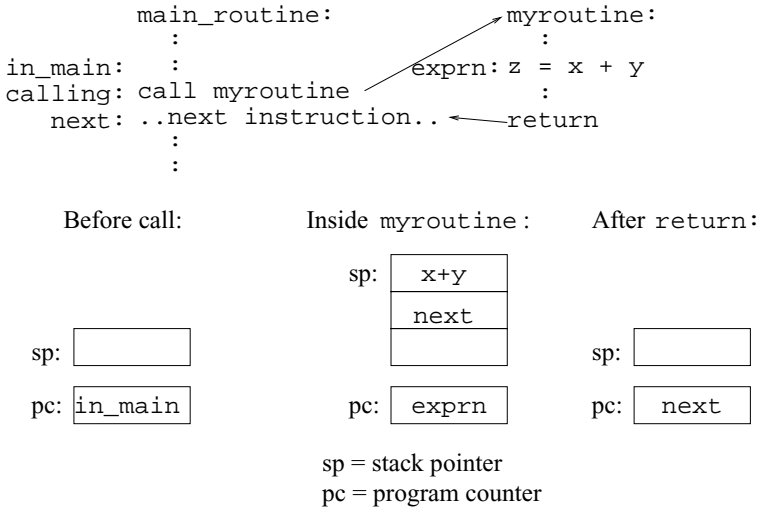 main_routine: myroutine:
: :
in_main: : exprn: z = x + y
calling: call myroutine :
next: ..next instruction.. return
:
:
Before call: Inside myroutine: After return:
sp: x+y
next
sp: sp:
pc: in_main pc: exprn pc: next
sp = stack pointer
pc = program counter